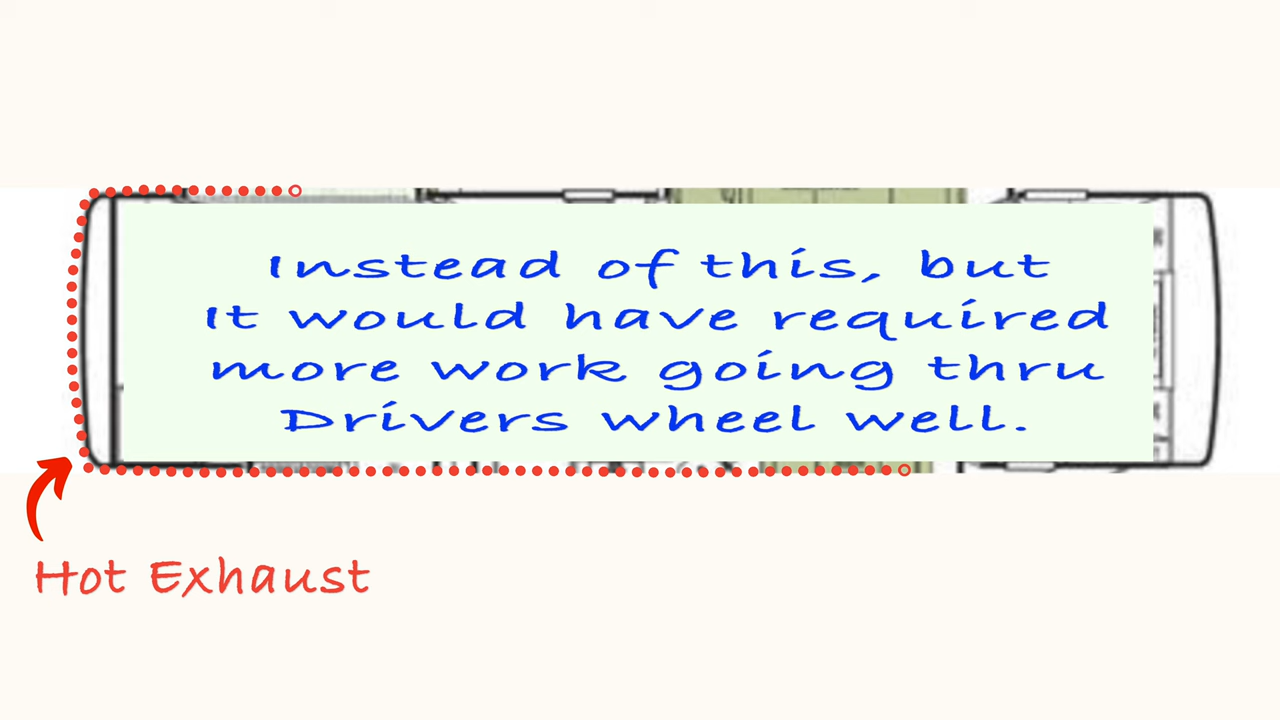 Instead of this, but
It would have required
more work going thru
Drivers wheel well.
Hot Exhaust